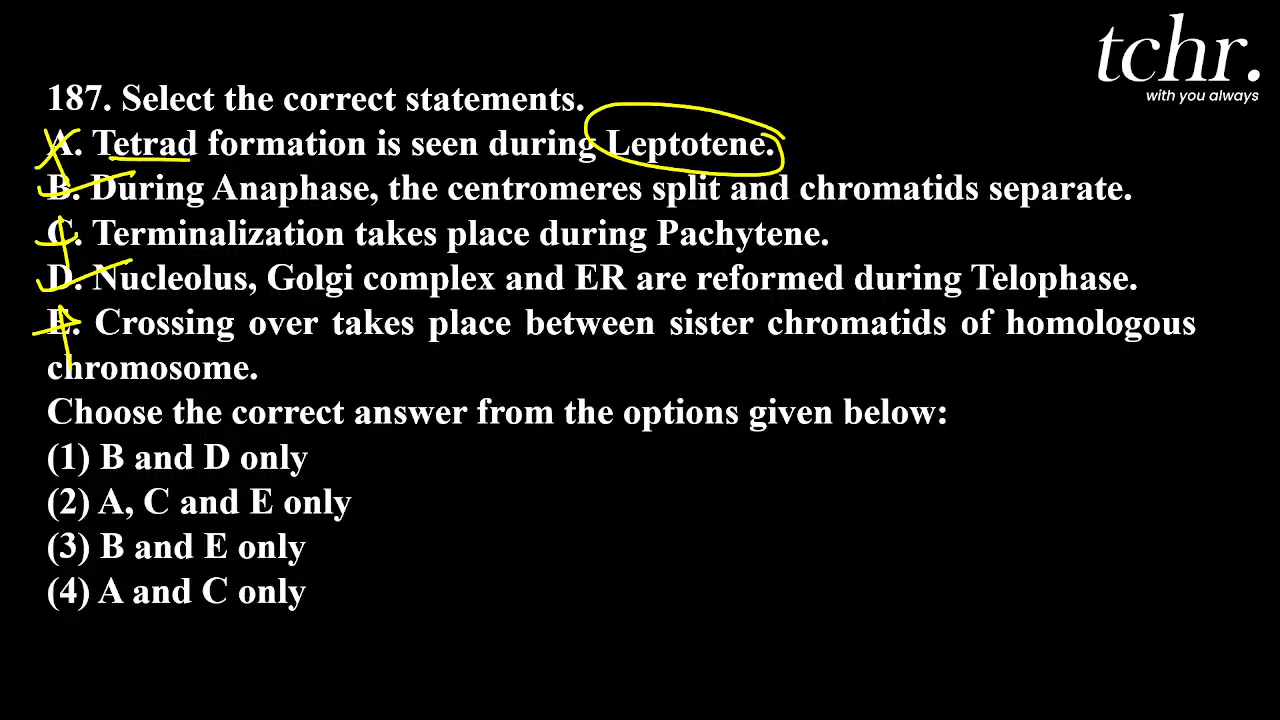 tchr.
with you always
187. Select the correct statements.
A. Tetrad formation is seen during Leptotene.
B. During Anaphase, the centromeres split and chromatids separate.
C. Terminalization takes place during Pachytene.
D. Nucleolus, Golgi complex and ER are reformed during Telophase.
E. Crossing over takes place between sister chromatids of homologous
chromosome.
Choose the correct answer from the options given below:
(1) B and D only
(2) A, C and E only
(3) B and E only
(4) A and C only